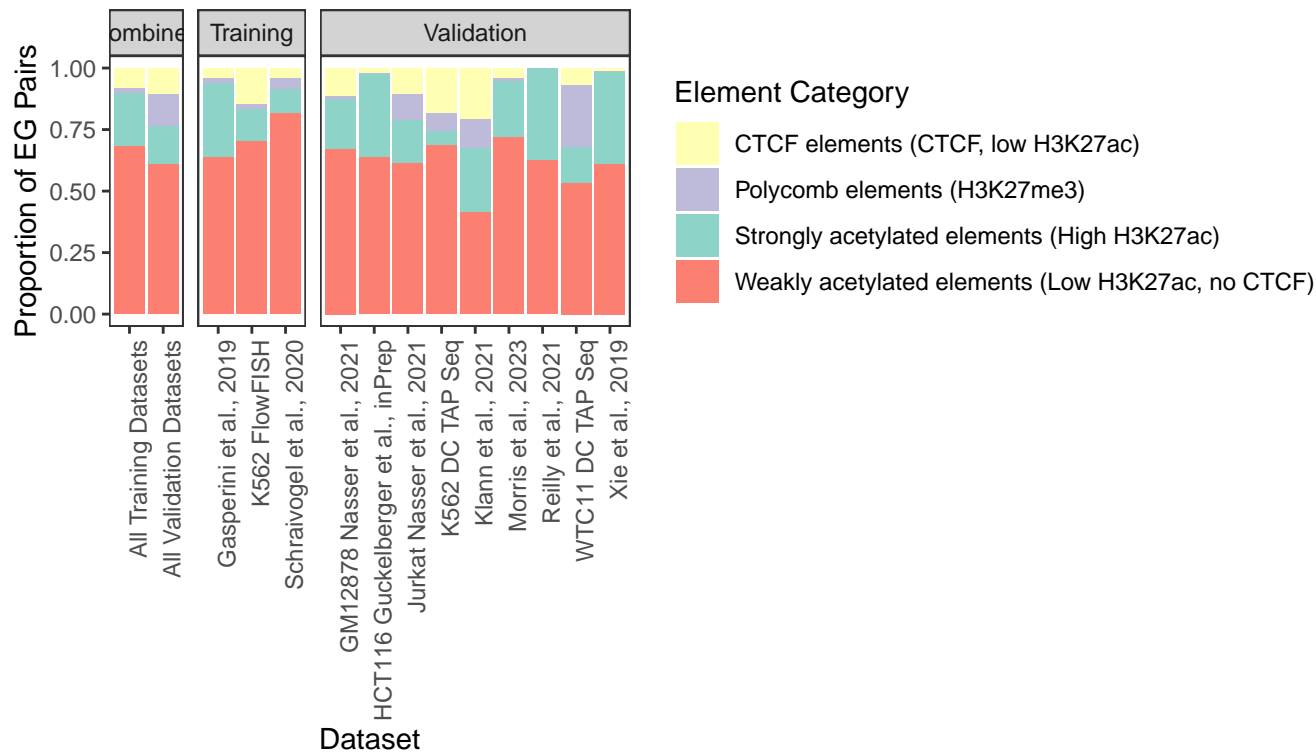 ombine
Training
Validation
Proportion of EG Pairs
1.00
0.75
0.50
0.25
0.00
All Training Datasets
All Validation Datasets
Gasperini et al., 2019
K562 FlowFISH
Schraivogel et al., 2020
GM12878 Nasser et al., 2021
HCT116 Guckelberger et al., inPrep
Jurkat Nasser et al., 2021
K562 DC TAP Seq
Klann et al., 2021
Morris et al., 2023
Reilly et al., 2021
WTC11 DC TAP Seq
Xie et al., 2019
Dataset
Element Category
CTCF elements (CTCF, low H3K27ac)
Polycomb elements (H3K27me3)
Strongly acetylated elements (High H3K27ac)
Weakly acetylated elements (Low H3K27ac, no CTCF)